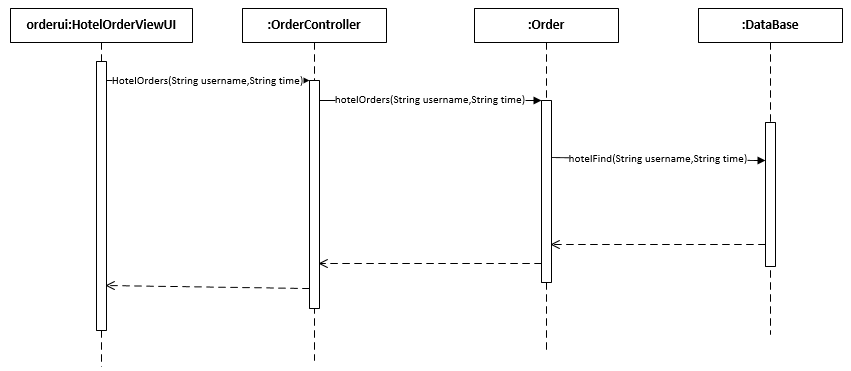 orderui:HotelOrderViewUI
:OrderController
:Order
:DataBase
HotelOrders(String username,String time)
hotelOrders(String username,String time)
hotelFind(String username,String time)